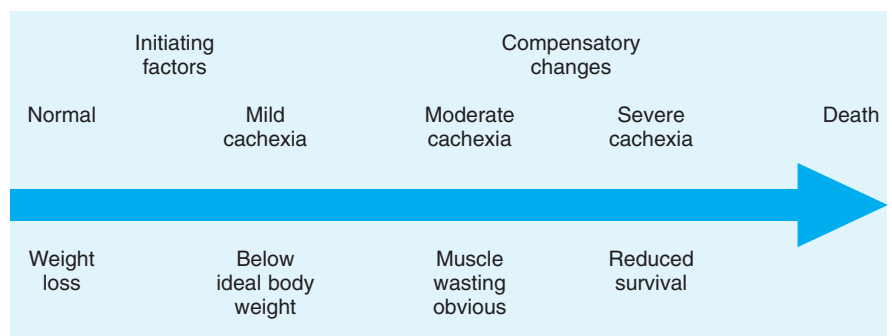 Initiating
factors
Compensatory
changes
Normal
Mild
cachexia
Moderate
cachexia
Severe
cachexia
Death
Weight
loss
Below
ideal body
weight
Muscle
wasting
obvious
Reduced
survival